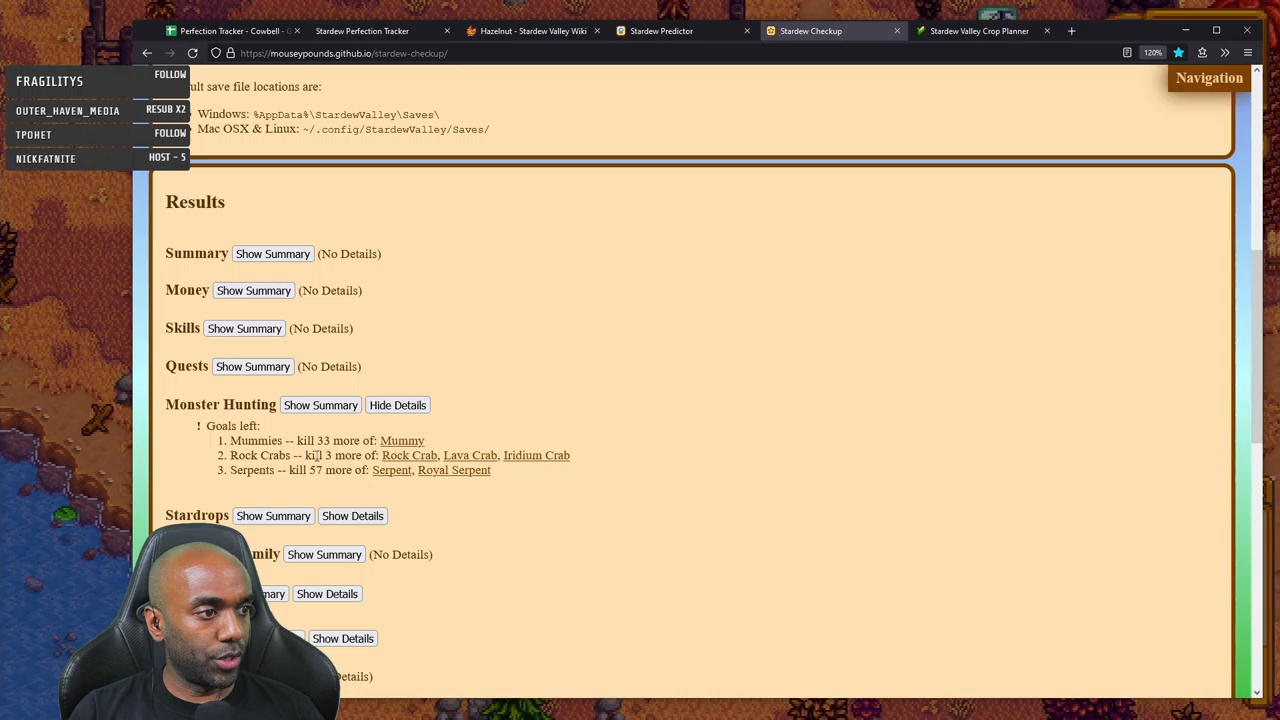 Perfection Tracker - Cowbell - G
Stardew Perfection Tracker
Hazelnut - Stardew Valley Wiki
Stardew Predictor
Stardew Checkup
Stardew Valley Crop Planner
https://mouseypounds.github.io/stardew-checkup/
120%
Navigation
FRAGILITYS FOLLOW
OUTER_HAVEN_MEDIA RESUB X2
TPOHET FOLLOW
NICKFATNITE HOST - 5
ult save file locations are:
Windows: %AppData%\StardewValley\Saves\
Mac OSX & Linux: ~/.config/StardewValley/Saves/
Results
Summary Show Summary (No Details)
Money Show Summary (No Details)
Skills Show Summary (No Details)
Quests Show Summary (No Details)
Monster Hunting Show Summary Hide Details
! Goals left:
1. Mummies -- kill 33 more of: Mummy
2. Rock Crabs -- kill 3 more of: Rock Crab, Lava Crab, Iridium Crab
3. Serpents -- kill 57 more of: Serpent, Royal Serpent
Stardrops Show Summary Show Details
mily Show Summary (No Details)
mary Show Details
Show Details
tails)